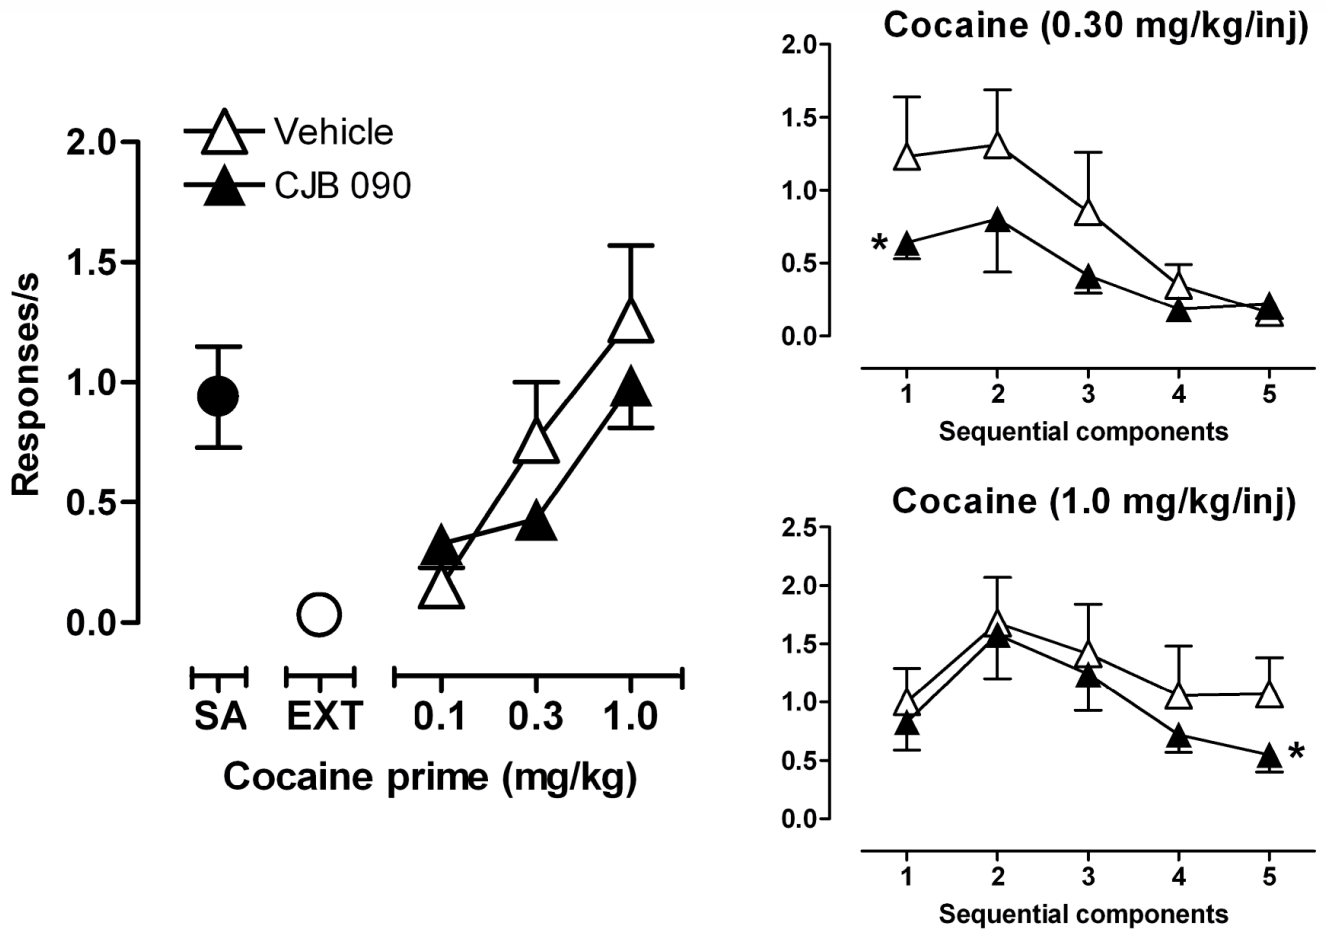 Vehicle
CJB 090
2.0
1.5
1.0
0.5
0.0
Responses/s
SA EXT 0.1 0.3 1.0
Cocaine prime (mg/kg)
Cocaine (0.30 mg/kg/inj)
2.0
1.5
1.0
0.5
0.0
*
1 2 3 4 5
Sequential components
Cocaine (1.0 mg/kg/inj)
2.5
2.0
1.5
1.0
0.5
0.0
*
1 2 3 4 5
Sequential components